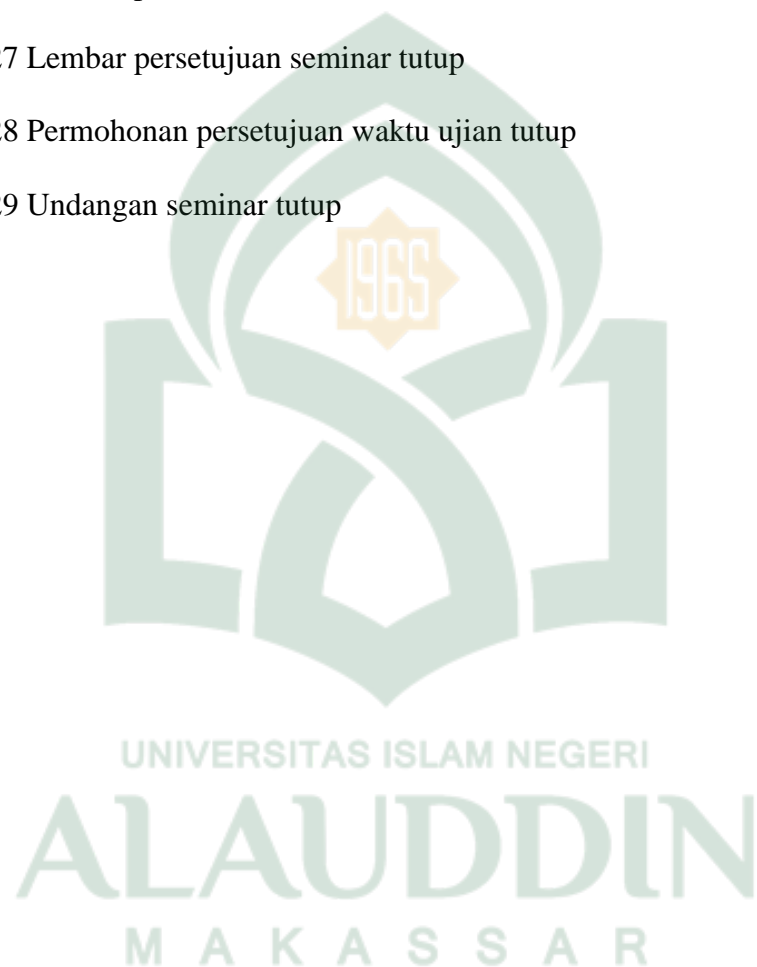 27 Lembar persetujuan seminar tutup
28 Permohonan persetujuan waktu ujian tutup
29 Undangan seminar tutup
1965
UNIVERSITAS ISLAM NEGERI
ALAUDDIN
MAKASSAR